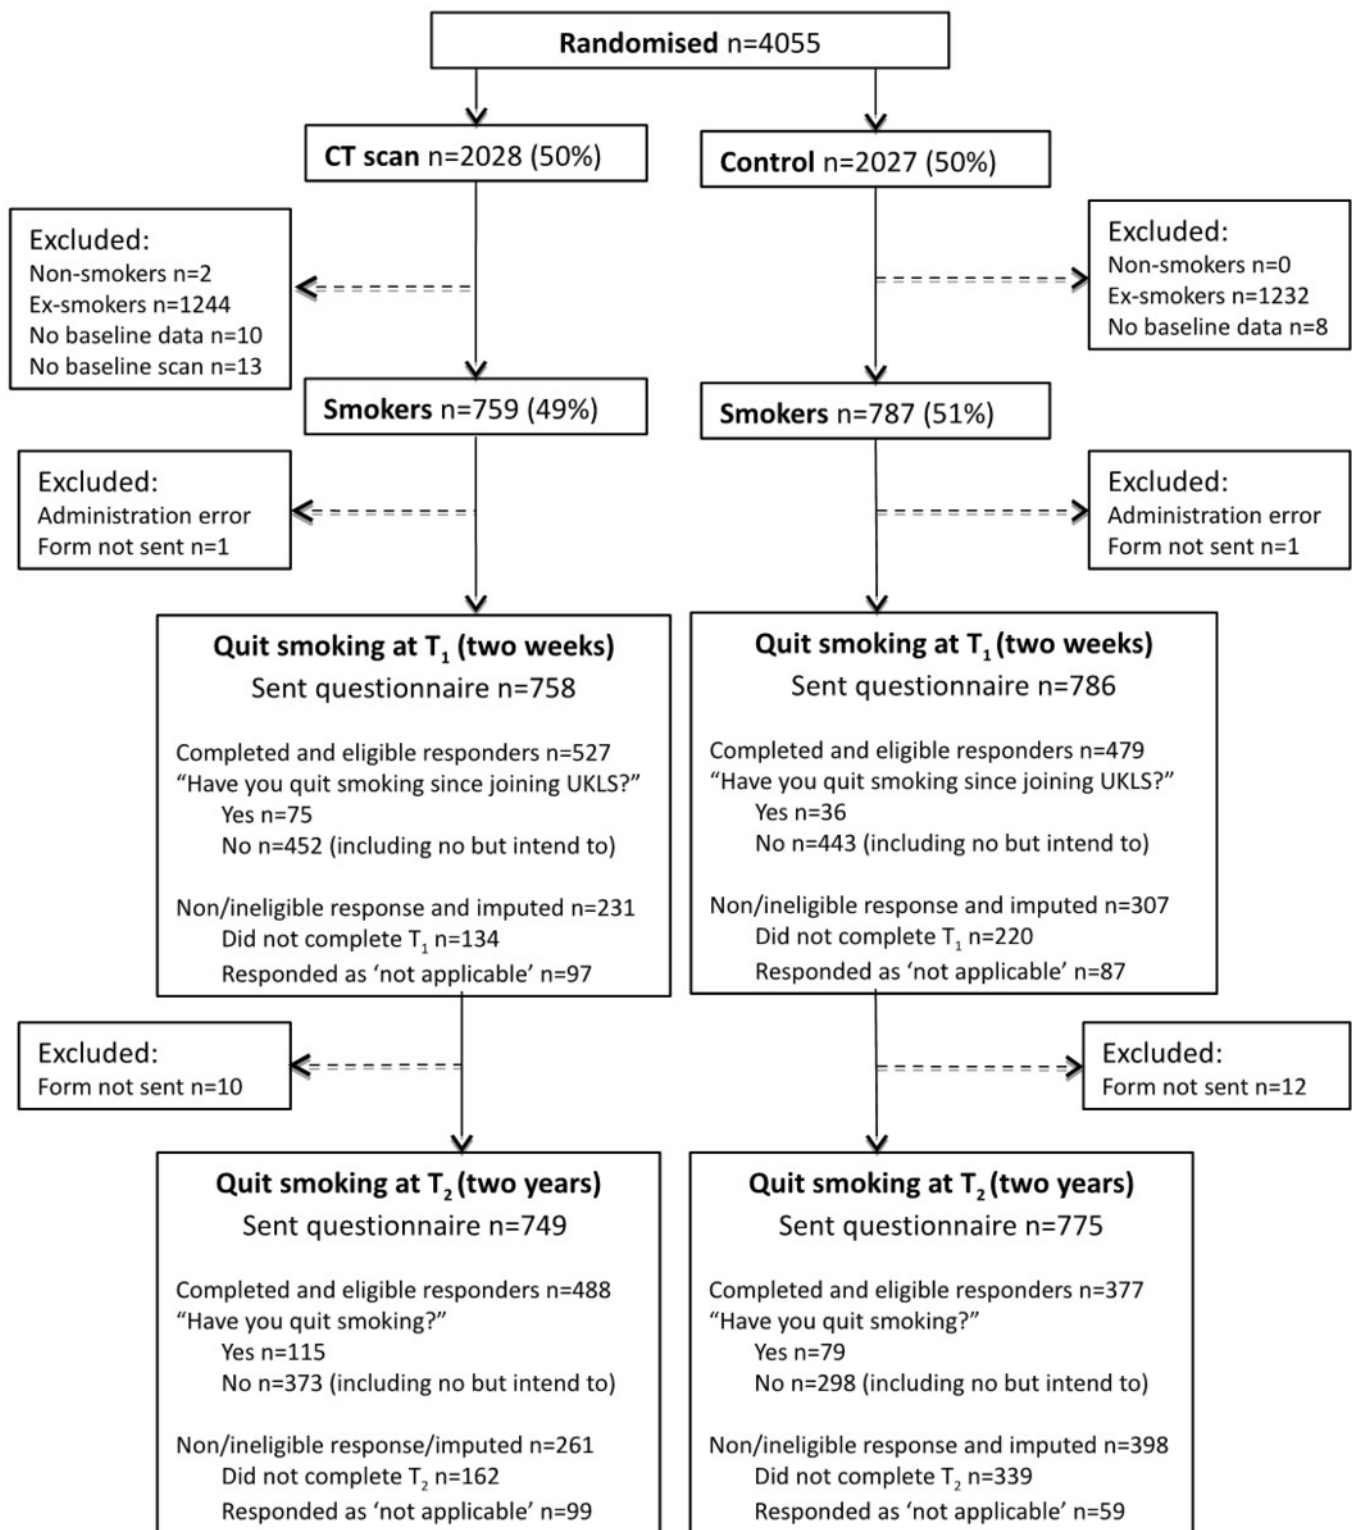 Randomised n=4055
CT scan n=2028 (50%)
Control n=2027 (50%)
Excluded:
Non-smokers n=2
Ex-smokers n=1244
No baseline data n=10
No baseline scan n=13
Excluded:
Non-smokers n=0
Ex-smokers n=1232
No baseline data n=8
Smokers n=759 (49%)
Smokers n=787 (51%)
Excluded:
Administration error
Form not sent n=1
Excluded:
Administration error
Form not sent n=1
Quit smoking at T₁ (two weeks)
Sent questionnaire n=758
Completed and eligible responders n=527
“Have you quit smoking since joining UKLS?”
Yes n=75
No n=452 (including no but intend to)
Non/ineligible response and imputed n=231
Did not complete T₁ n=134
Responded as ‘not applicable’ n=97
Quit smoking at T₁ (two weeks)
Sent questionnaire n=786
Completed and eligible responders n=479
“Have you quit smoking since joining UKLS?”
Yes n=36
No n=443 (including no but intend to)
Non/ineligible response and imputed n=307
Did not complete T₁ n=220
Responded as ‘not applicable’ n=87
Excluded:
Form not sent n=10
Excluded:
Form not sent n=12
Quit smoking at T₂ (two years)
Sent questionnaire n=749
Completed and eligible responders n=488
“Have you quit smoking?”
Yes n=115
No n=373 (including no but intend to)
Non/ineligible response/imputed n=261
Did not complete T₂ n=162
Responded as ‘not applicable’ n=99
Quit smoking at T₂ (two years)
Sent questionnaire n=775
Completed and eligible responders n=377
“Have you quit smoking?”
Yes n=79
No n=298 (including no but intend to)
Non/ineligible response and imputed n=398
Did not complete T₂ n=339
Responded as ‘not applicable’ n=59